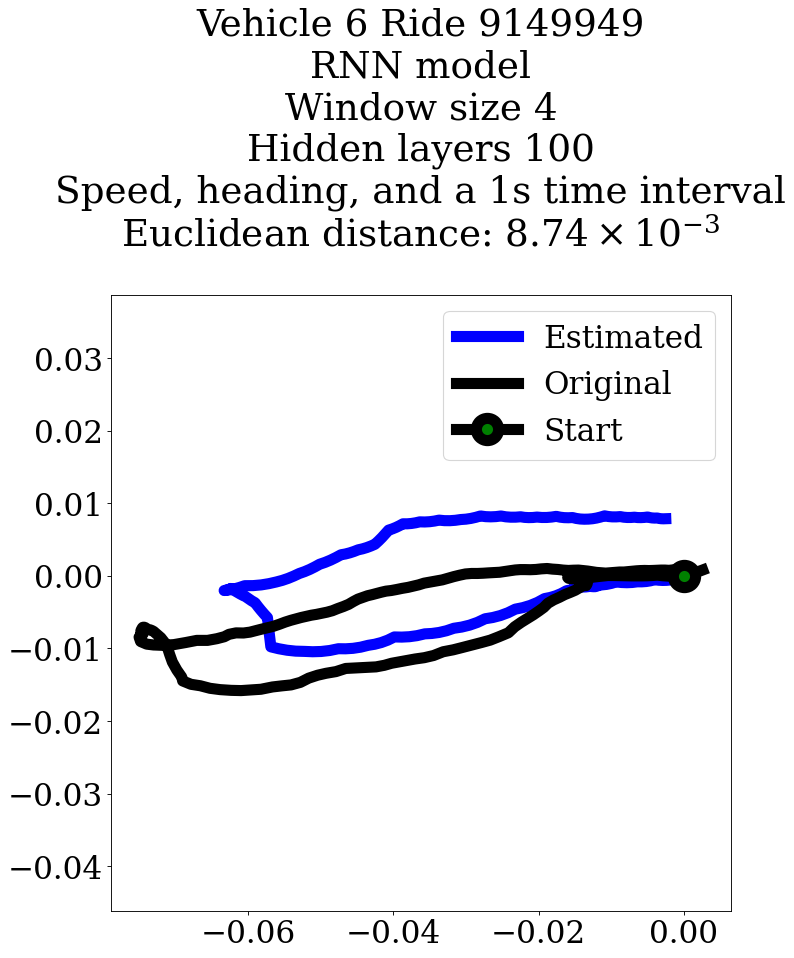 Vehicle 6 Ride 9149949
RNN model
Window size 4
Hidden layers 100
Speed, heading, and a 1s time interval
Euclidean distance: 8.74 × 10⁻³
Estimated
Original
Start
0.03
0.02
0.01
0.00
−0.01
−0.02
−0.03
−0.04
−0.06 −0.04 −0.02 0.00